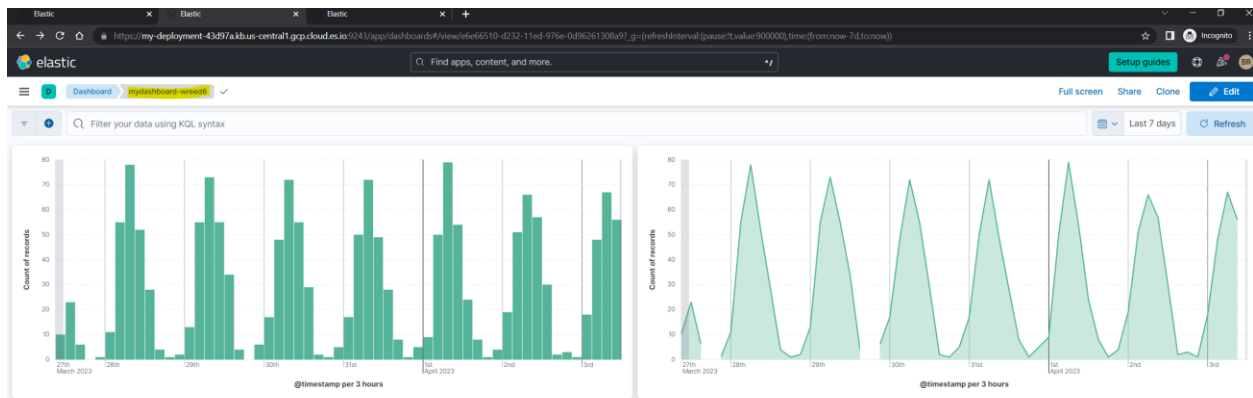 Elastic
Elastic
Elastic
https://my-deployment-43d97a.kb.us-central1.gcp.cloud.es.io:9243/app/dashboards#/view/e6e66510-d232-11ed-976e-0d96261308a9?_g=(refreshInterval:(pause:!t,value:900000),time:(from:now-7d,to:now))
Incognito
elastic
Find apps, content, and more.
^/
Setup guides
BR
D
Dashboard
mydashboard-wreed6
Full screen
Share
Clone
Edit
Filter your data using KQL syntax
Last 7 days
Refresh
80
70
60
50
40
30
20
10
0
Count of records
27th
March 2023
28th
29th
30th
31st
1st
April 2023
2nd
3rd
@timestamp per 3 hours
80
70
60
50
40
30
20
10
0
Count of records
27th
March 2023
28th
29th
30th
31st
1st
April 2023
2nd
3rd
@timestamp per 3 hours